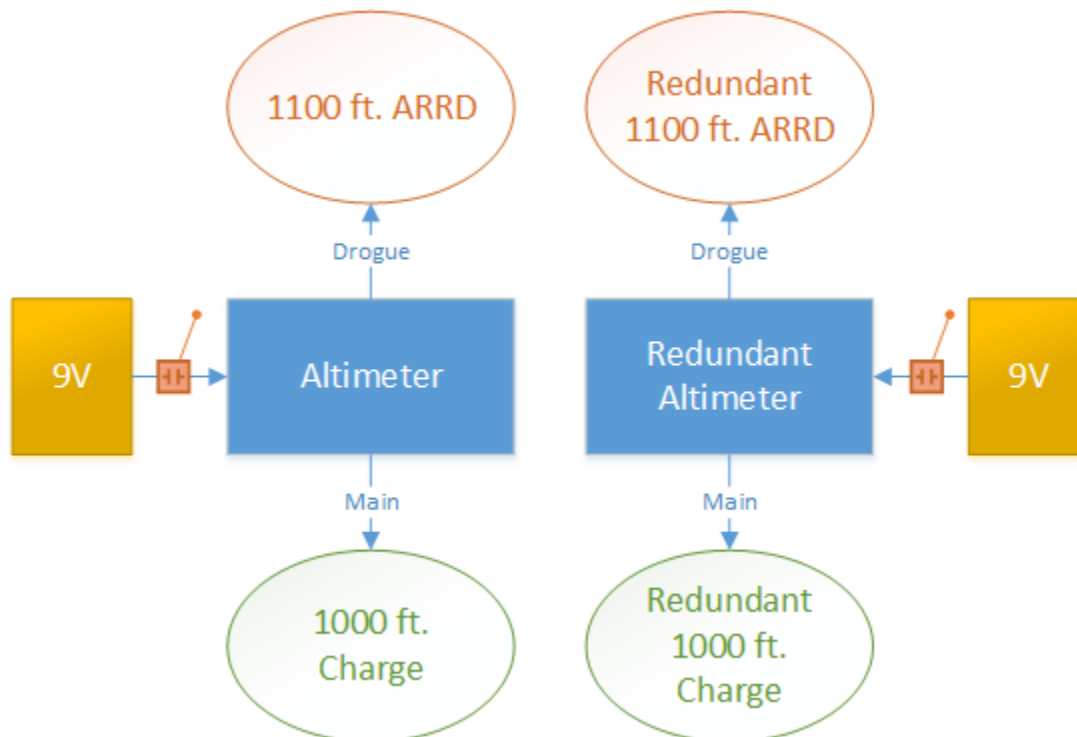 1100 ft. ARRD
Redundant
1100 ft. ARRD
Drogue
Drogue
9V
Altimeter
Redundant
Altimeter
9V
Main
Main
1000 ft.
Charge
Redundant
1000 ft.
Charge